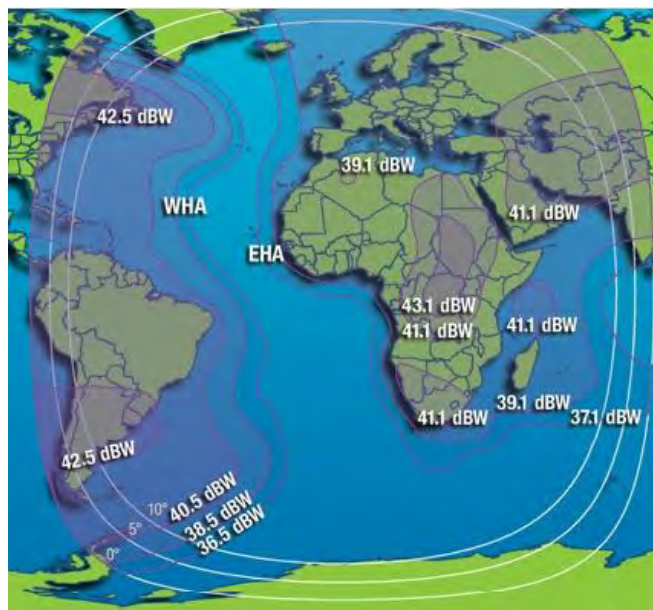 42.5 dBW
39.1 dBW
WHA
41.1 dBW
EHA
43.1 dBW
41.1 dBW
41.1 dBW
39.1 dBW
41.1 dBW
37.1 dBW
42.5 dBW
10°
40.5 dBW
5°
38.5 dBW
0°
36.5 dBW